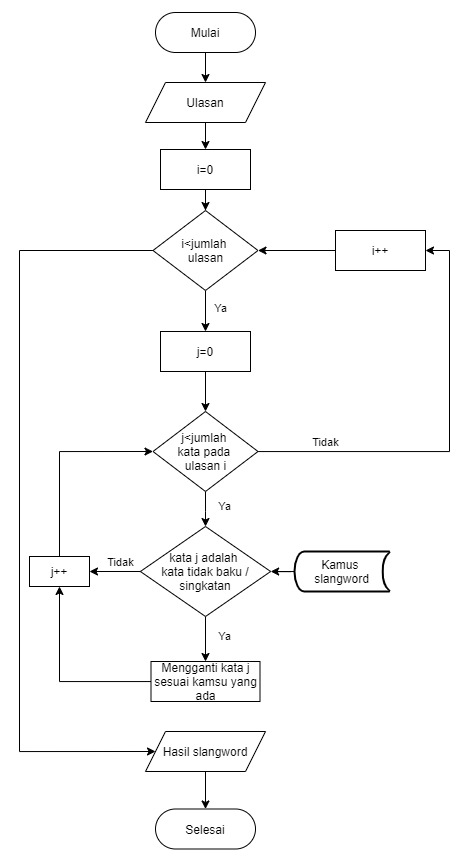 Mulai
Ulasan
i=0
i<jumlah
ulasan
i++
Ya
j=0
j<jumlah
kata pada
ulasan i
Tidak
Ya
kata j adalah
kata tidak baku /
singkatan
Tidak
j++
Kamus
slangword
Ya
Mengganti kata j
sesuai kamsu yang
ada
Hasil slangword
Selesai